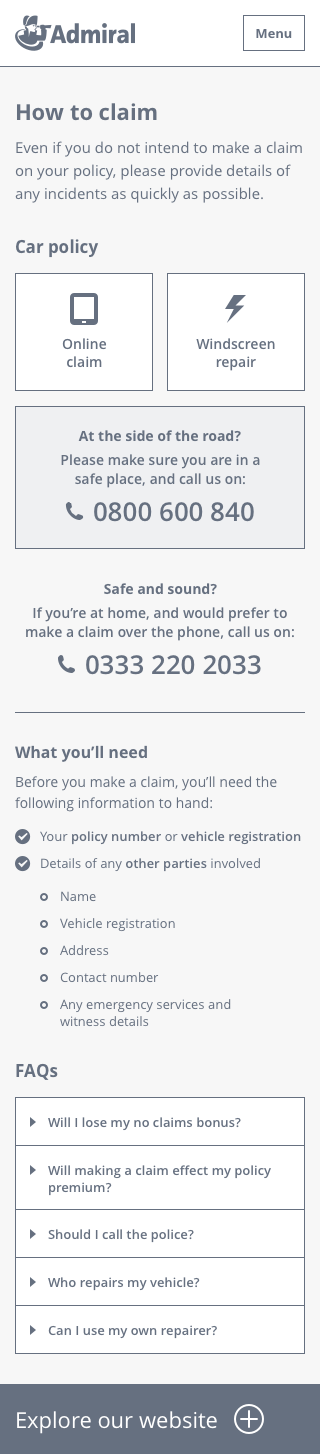 Admiral
Menu
How to claim
Even if you do not intend to make a claim
on your policy, please provide details of
any incidents as quickly as possible.
Car policy
Online
claim
Windscreen
repair
At the side of the road?
Please make sure you are in a
safe place, and call us on:
0800 600 840
Safe and sound?
If you're at home, and would prefer to
make a claim over the phone, call us on:
0333 220 2033
What you'll need
Before you make a claim, you'll need the
following information to hand:
Your policy number or vehicle registration
Details of any other parties involved
Name
Vehicle registration
Address
Contact number
Any emergency services and
witness details
FAQs
Will I lose my no claims bonus?
Will making a claim effect my policy
premium?
Should I call the police?
Who repairs my vehicle?
Can I use my own repairer?
Explore our website